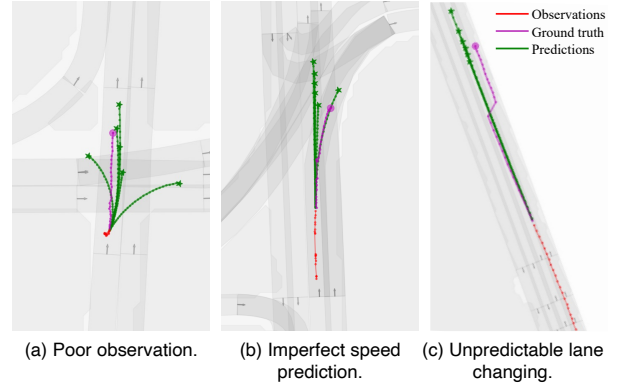 Observations
Ground truth
Predictions
(a) Poor observation.
(b) Imperfect speed
prediction.
(c) Unpredictable lane
changing.